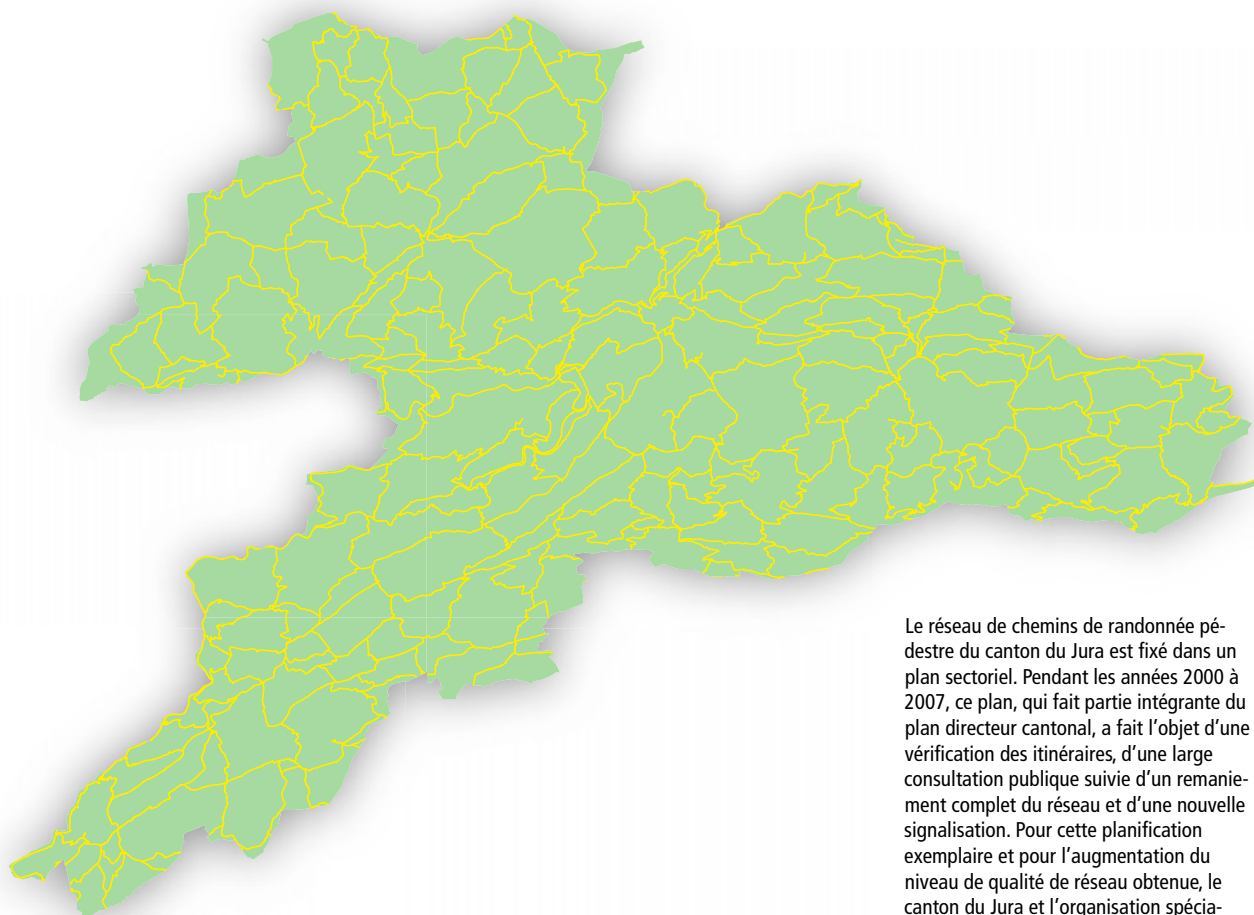 Le réseau de chemins de randonnée pé-
destre du canton du Jura est fixé dans un
plan sectoriel. Pendant les années 2000 à
2007, ce plan, qui fait partie intégrante du
plan directeur cantonal, a fait l'objet d'une
vérification des itinéraires, d'une large
consultation publique suivie d'un remanie-
ment complet du réseau et d'une nouvelle
signalisation. Pour cette planification
exemplaire et pour l'augmentation du
niveau de qualité de réseau obtenue, le
canton du Jura et l'organisation spécia-